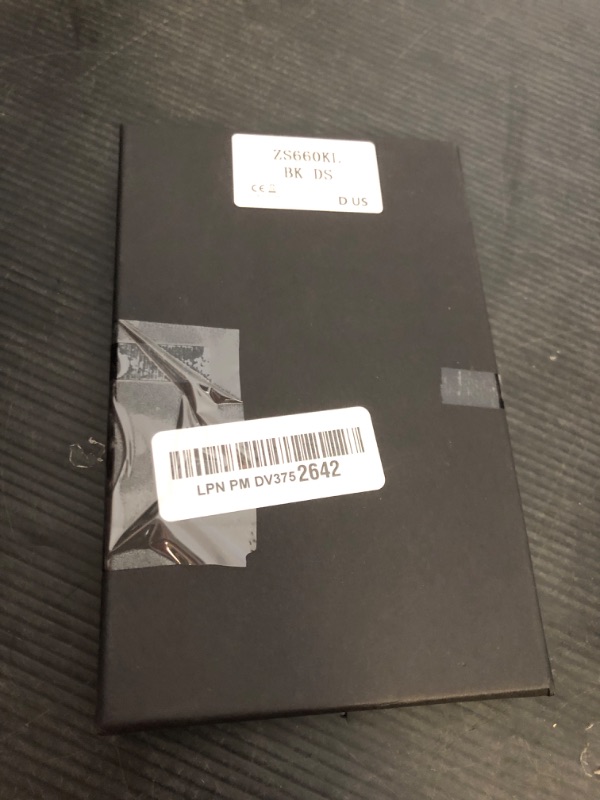 ZS660KL
BK DS
CE
D US
LPN PM DV3752642